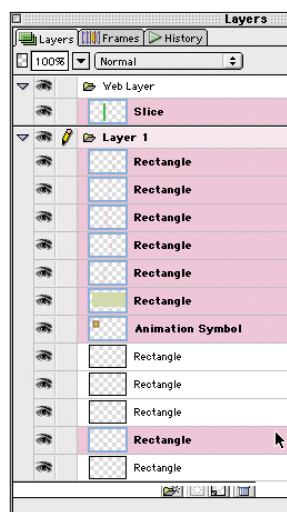 Layers
Layers Frames History
100% Normal
Web Layer
Slice
Layer 1
Rectangle
Rectangle
Rectangle
Rectangle
Rectangle
Rectangle
Animation Symbol
Rectangle
Rectangle
Rectangle
Rectangle
Rectangle